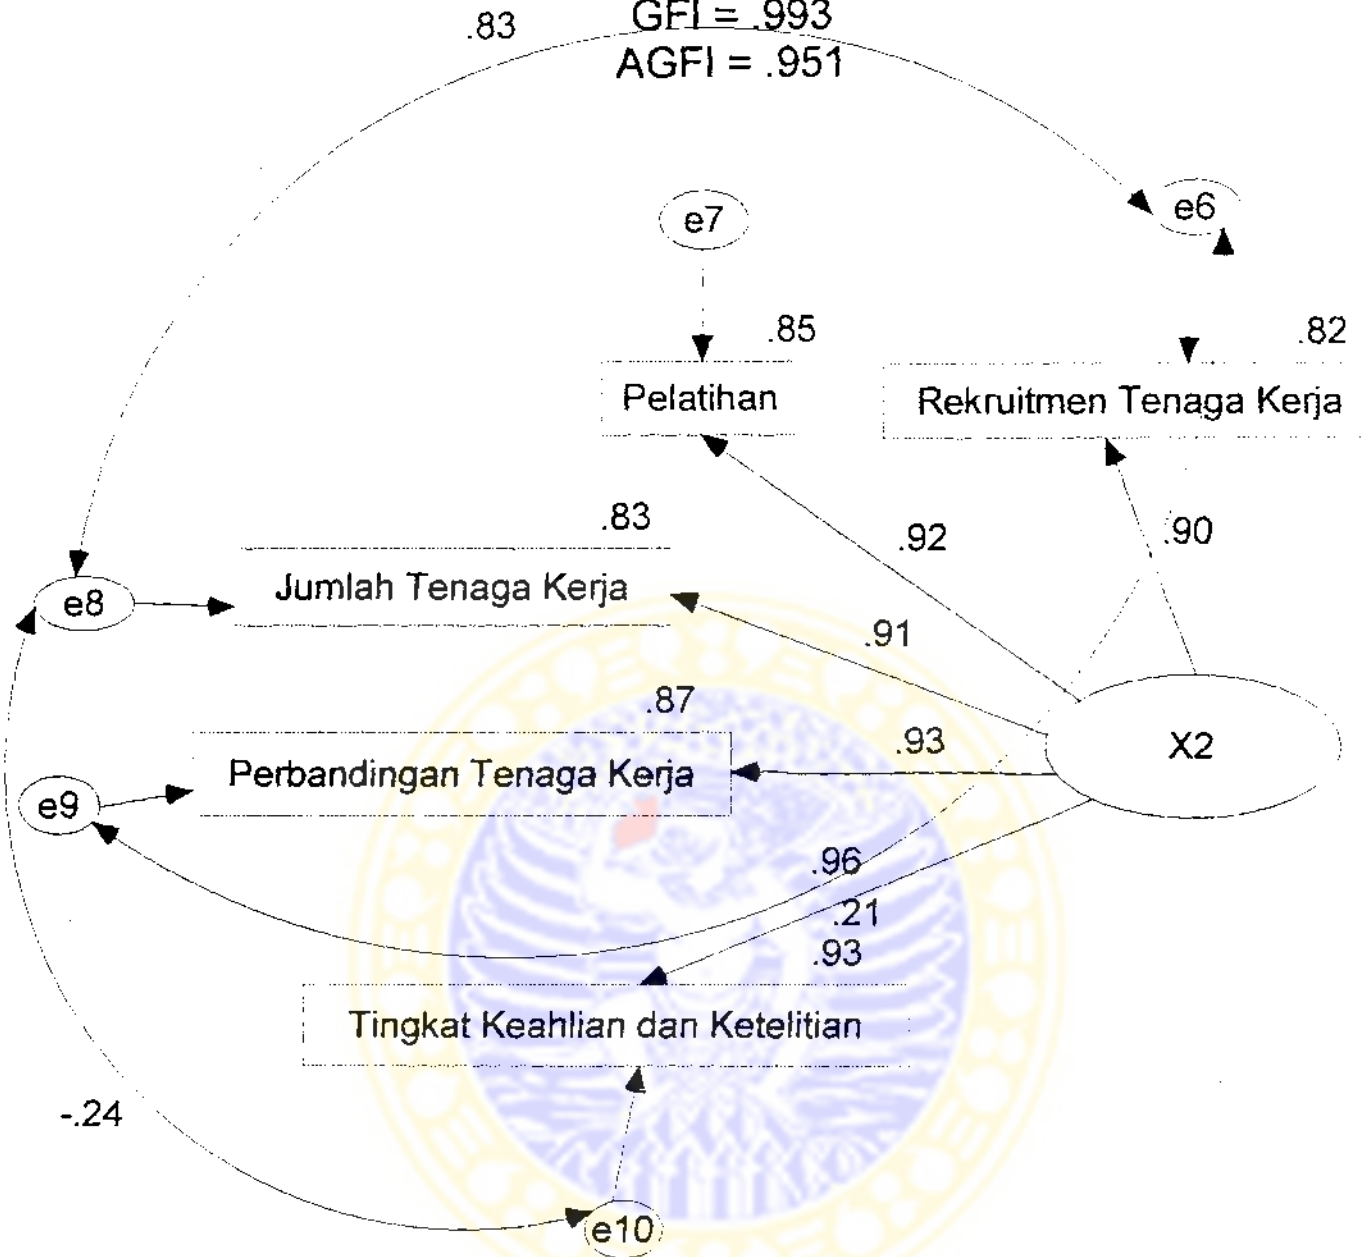 .83
GFI = .993
AGFI = .951
e7
e6
.85
.82
Pelatihan
Rekruitmen Tenaga Kerja
.83
.92
.90
e8
Jumlah Tenaga Kerja
.91
.87
.93
X2
Perbandingan Tenaga Kerja
e9
.96
.21
.93
Tingkat Keahlian dan Ketelitian
-.24
e10